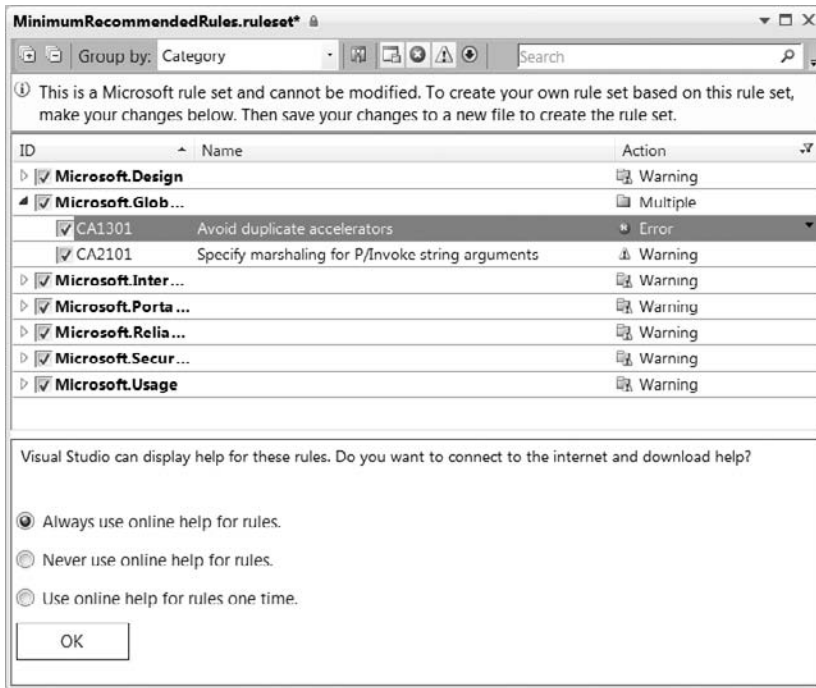 MinimumRecommendedRules.ruleset*
Group by: Category Search
This is a Microsoft rule set and cannot be modified. To create your own rule set based on this rule set,
make your changes below. Then save your changes to a new file to create the rule set.
ID Name Action
Microsoft.Design Warning
Microsoft.Glob... Multiple
CA1301 Avoid duplicate accelerators Error
CA2101 Specify marshaling for P/Invoke string arguments Warning
Microsoft.Inter... Warning
Microsoft.Porta... Warning
Microsoft.Relia... Warning
Microsoft.Secur... Warning
Microsoft.Usage Warning
Visual Studio can display help for these rules. Do you want to connect to the internet and download help?
Always use online help for rules.
Never use online help for rules.
Use online help for rules one time.
OK